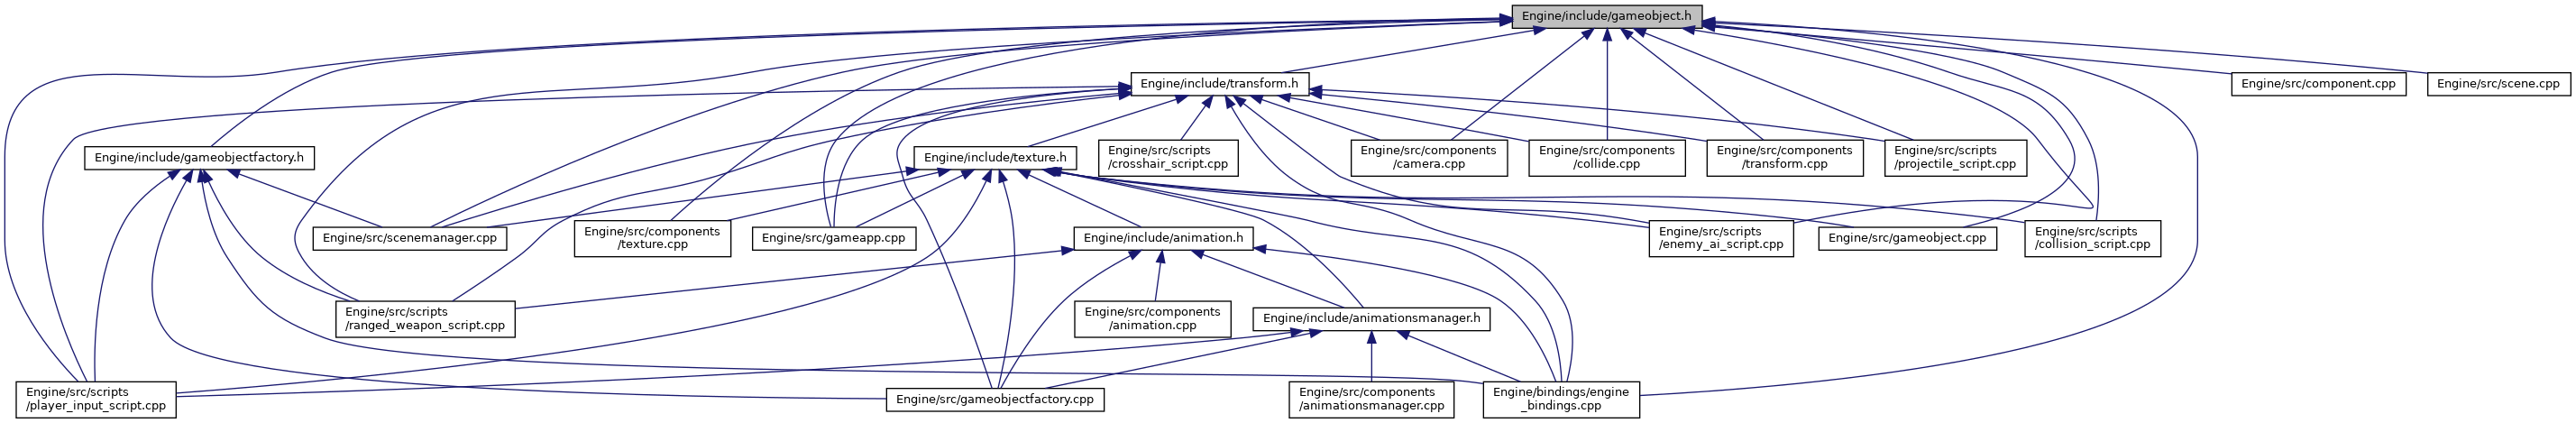 Engine/include/gameobject.h
Engine/include/transform.h
Engine/src/component.cpp
Engine/src/scene.cpp
Engine/include/gameobjectfactory.h
Engine/include/texture.h
Engine/src/scripts
/crosshair_script.cpp
Engine/src/components
/camera.cpp
Engine/src/components
/collide.cpp
Engine/src/components
/transform.cpp
Engine/src/scripts
/projectile_script.cpp
Engine/src/scenemanager.cpp
Engine/src/components
/texture.cpp
Engine/src/gameapp.cpp
Engine/include/animation.h
Engine/src/scripts
/enemy_ai_script.cpp
Engine/src/gameobject.cpp
Engine/src/scripts
/collision_script.cpp
Engine/src/scripts
/ranged_weapon_script.cpp
Engine/src/components
/animation.cpp
Engine/include/animationsmanager.h
Engine/src/scripts
/player_input_script.cpp
Engine/src/gameobjectfactory.cpp
Engine/src/components
/animationsmanager.cpp
Engine/bindings/engine
_bindings.cpp